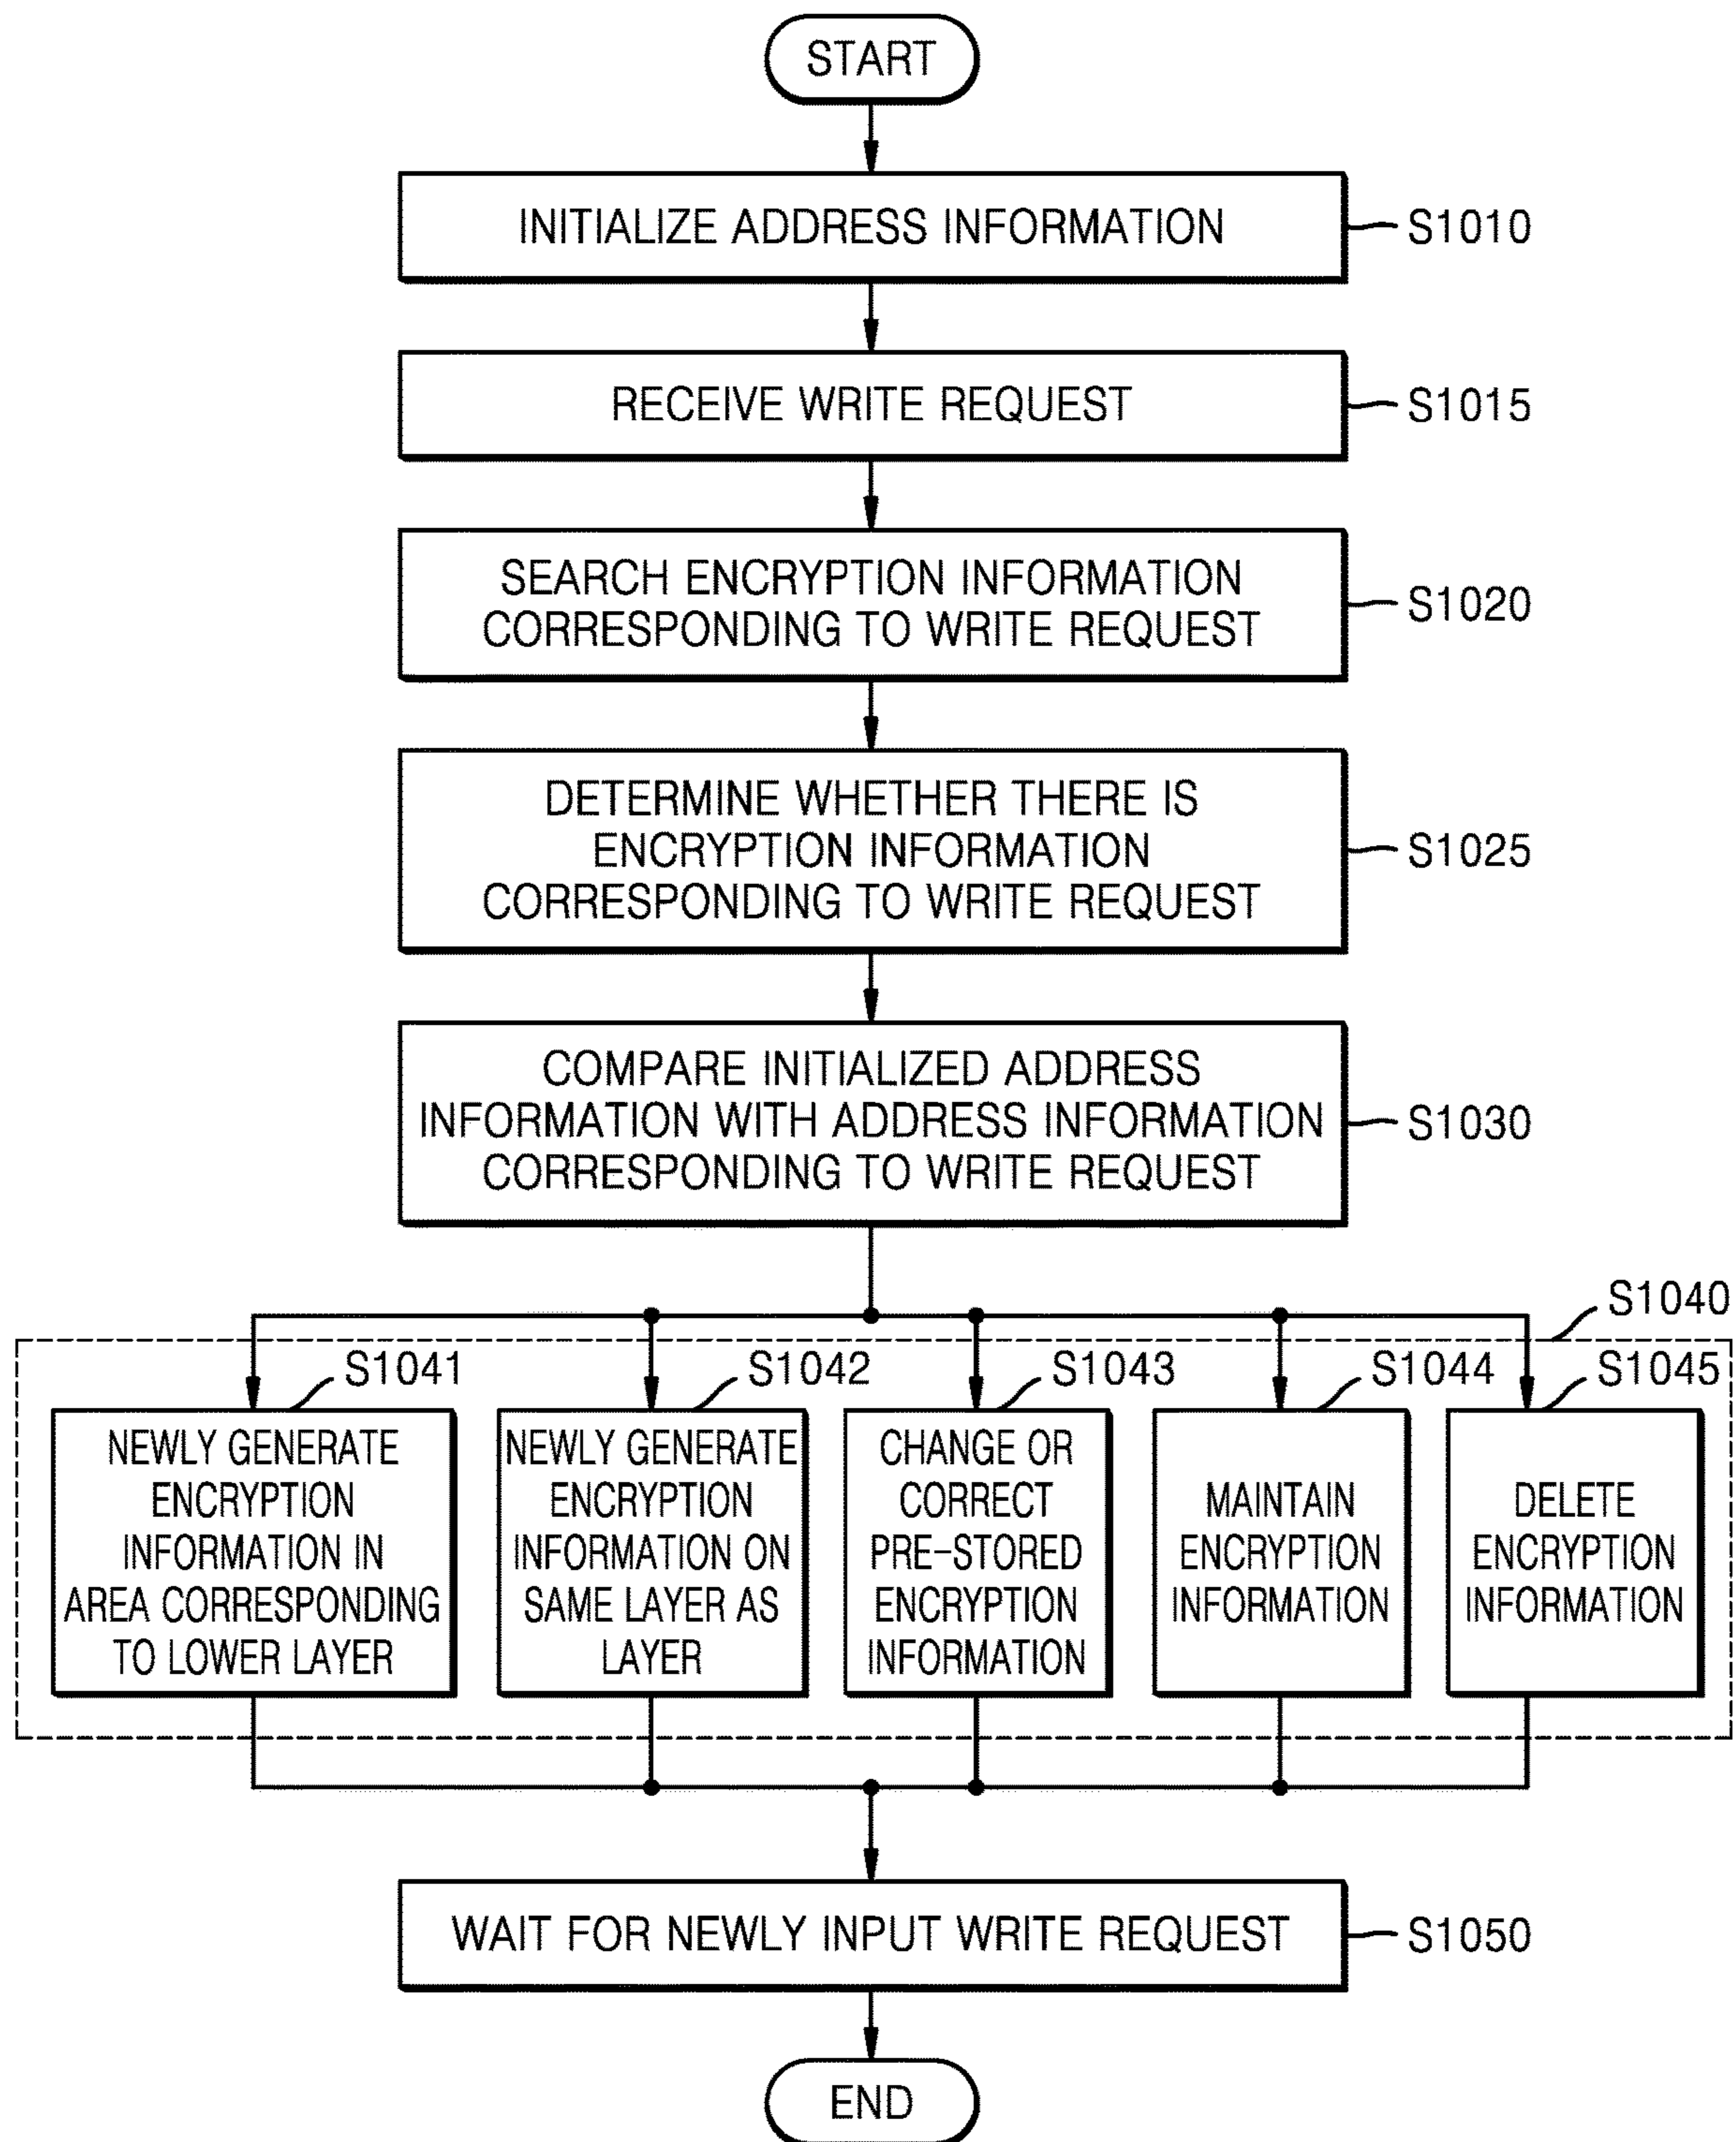 START
INITIALIZE ADDRESS INFORMATION
S1010
RECEIVE WRITE REQUEST
S1015
SEARCH ENCRYPTION INFORMATION
CORRESPONDING TO WRITE REQUEST
S1020
DETERMINE WHETHER THERE IS
ENCRYPTION INFORMATION
CORRESPONDING TO WRITE REQUEST
S1025
COMPARE INITIALIZED ADDRESS
INFORMATION WITH ADDRESS INFORMATION
CORRESPONDING TO WRITE REQUEST
S1030
S1040
S1041
NEWLY GENERATE
ENCRYPTION
INFORMATION IN
AREA CORRESPONDING
TO LOWER LAYER
S1042
NEWLY GENERATE
ENCRYPTION
INFORMATION ON
SAME LAYER AS
LAYER
S1043
CHANGE OR
CORRECT
PRE-STORED
ENCRYPTION
INFORMATION
S1044
MAINTAIN
ENCRYPTION
INFORMATION
S1045
DELETE
ENCRYPTION
INFORMATION
WAIT FOR NEWLY INPUT WRITE REQUEST
S1050
END